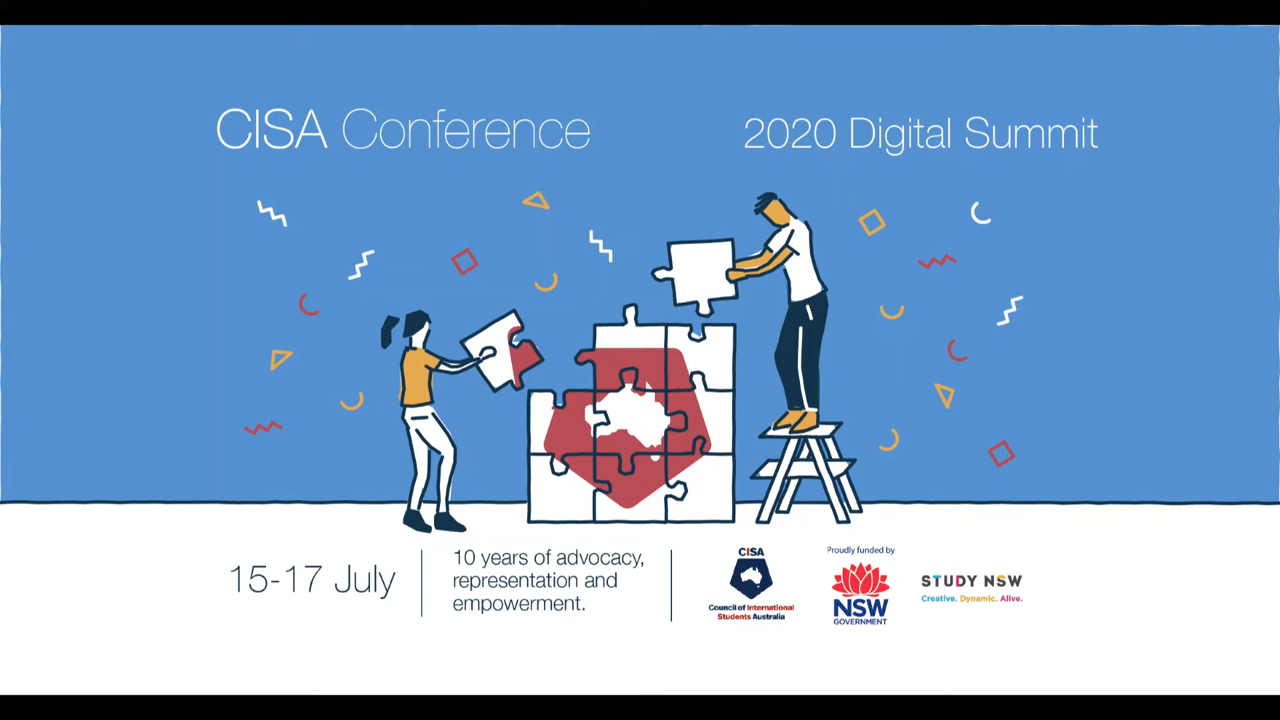 CISA Conference
2020 Digital Summit
15-17 July
10 years of advocacy,
representation and
empowerment.
CISA
Council of International
Students Australia
Proudly funded by
NSW
GOVERNMENT
STUDY NSW
Creative. Dynamic. Alive.